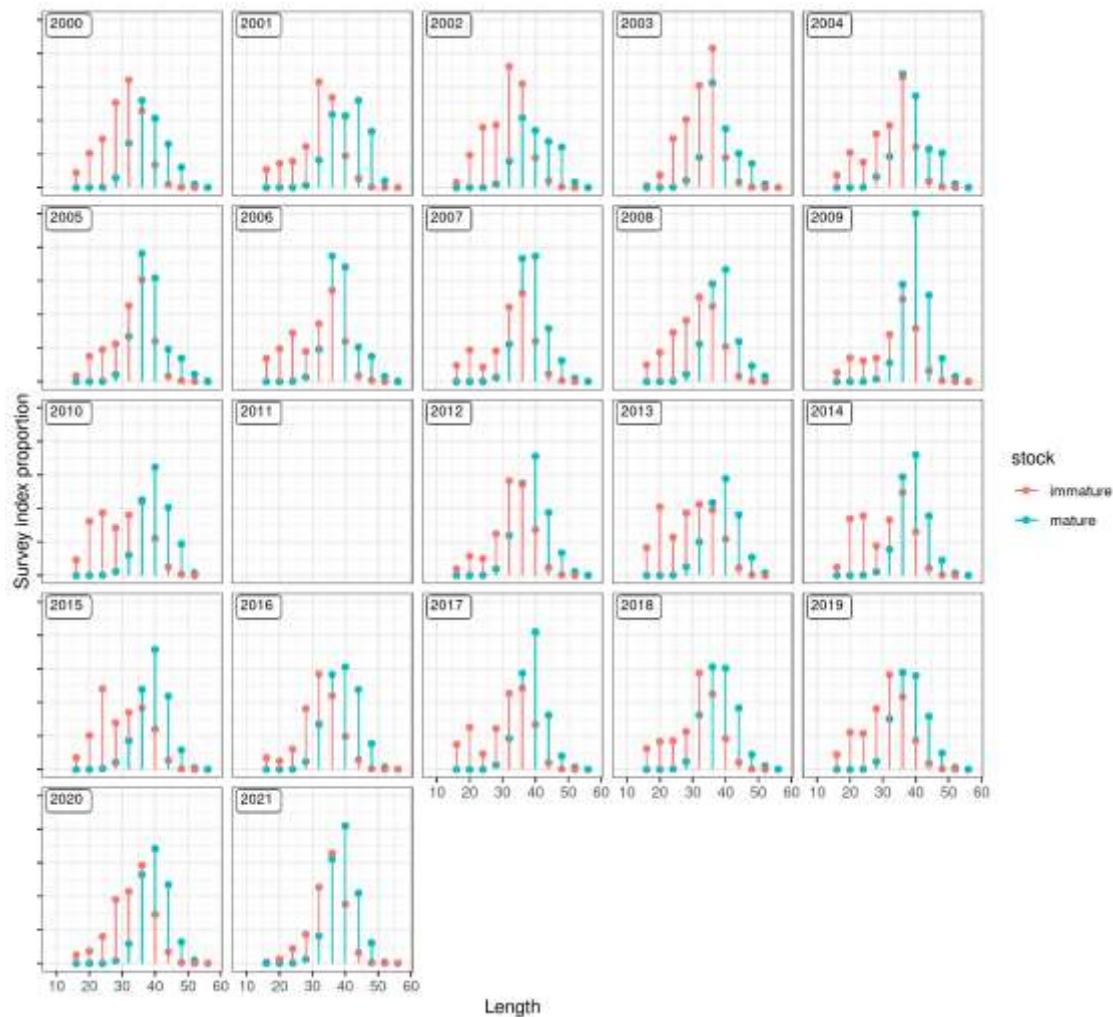 2000 2001 2002 2003 2004
2005 2006 2007 2008 2009
2010 2011 2012 2013 2014
2015 2016 2017 2018 2019
10 20 30 40 50 60 10 20 30 40 50 60 10 20 30 40 50 60
2020 2021
10 20 30 40 50 60 10 20 30 40 50 60
Length
Survey index proportion
stock
immature
mature